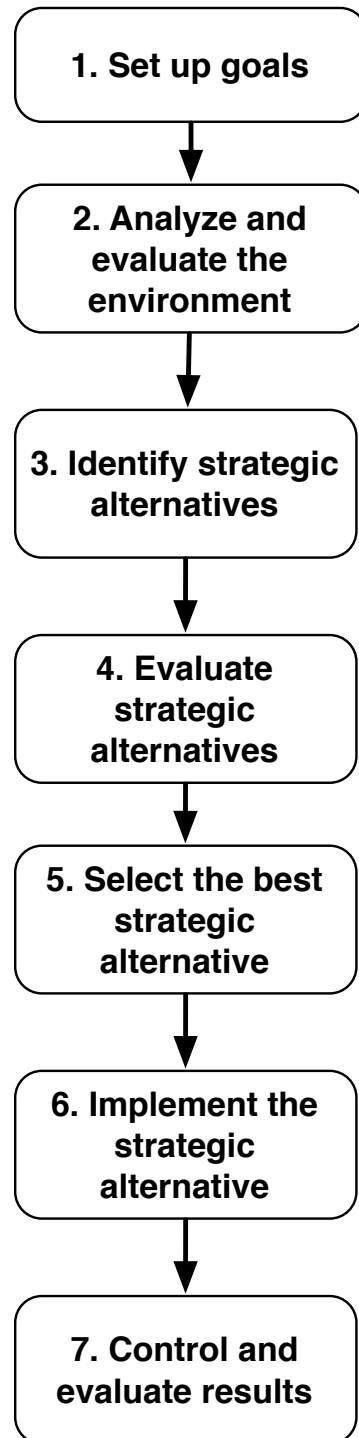 1. Set up goals
2. Analyze and
evaluate the
environment
3. Identify strategic
alternatives
4. Evaluate
strategic
alternatives
5. Select the best
strategic
alternative
6. Implement the
strategic
alternative
7. Control and
evaluate results